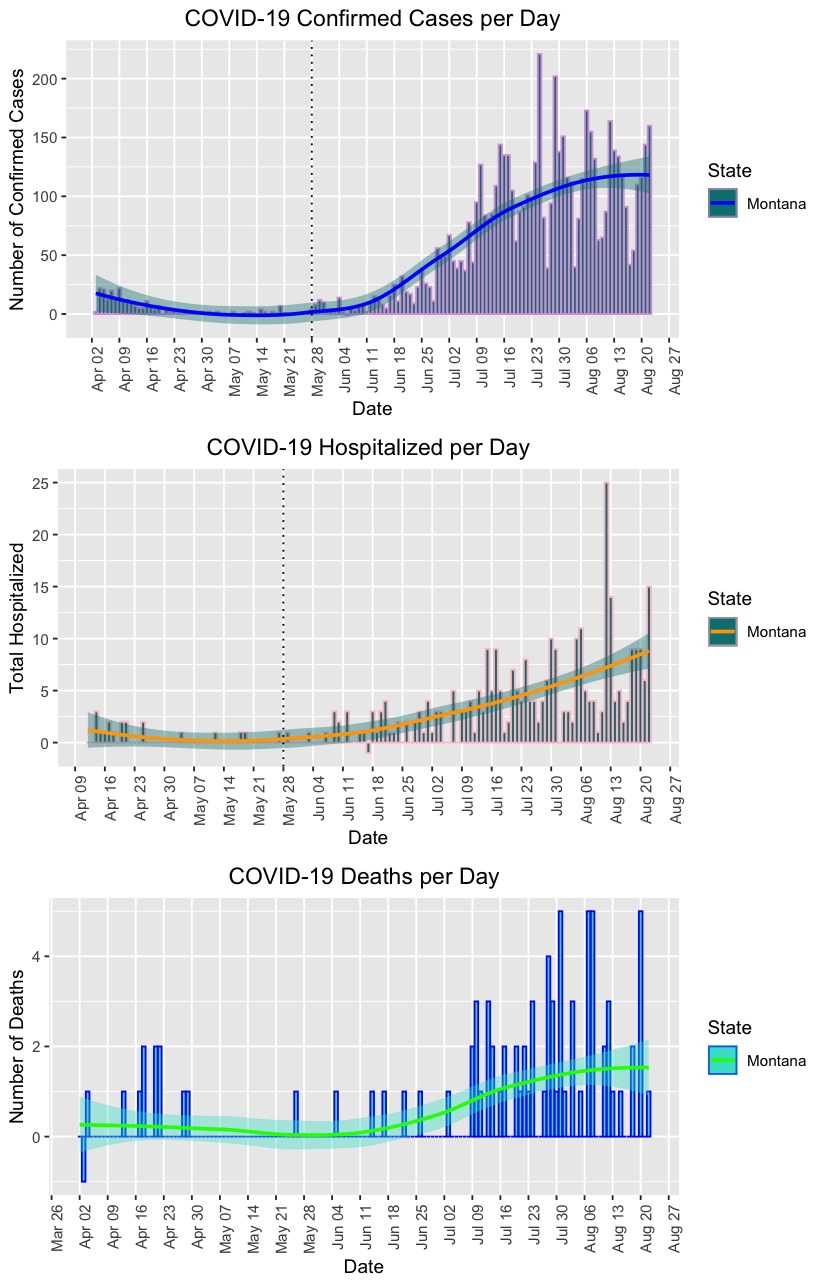 COVID-19 Confirmed Cases per Day
Number of Confirmed Cases
200
150
100
50
0
Apr 02
Apr 09
Apr 16
Apr 23
Apr 30
May 07
May 14
May 21
May 28
Jun 04
Jun 11
Jun 18
Jun 25
Jul 02
Jul 09
Jul 16
Jul 23
Jul 30
Aug 06
Aug 13
Aug 20
Aug 27
Date
State
Montana
COVID-19 Hospitalized per Day
Total Hospitalized
25
20
15
10
5
0
Apr 09
Apr 16
Apr 23
Apr 30
May 07
May 14
May 21
May 28
Jun 04
Jun 11
Jun 18
Jun 25
Jul 02
Jul 09
Jul 16
Jul 23
Jul 30
Aug 06
Aug 13
Aug 20
Aug 27
Date
State
Montana
COVID-19 Deaths per Day
Number of Deaths
4
2
0
Mar 26
Apr 02
Apr 09
Apr 16
Apr 23
Apr 30
May 07
May 14
May 21
May 28
Jun 04
Jun 11
Jun 18
Jun 25
Jul 02
Jul 09
Jul 16
Jul 23
Jul 30
Aug 06
Aug 13
Aug 20
Aug 27
Date
State
Montana